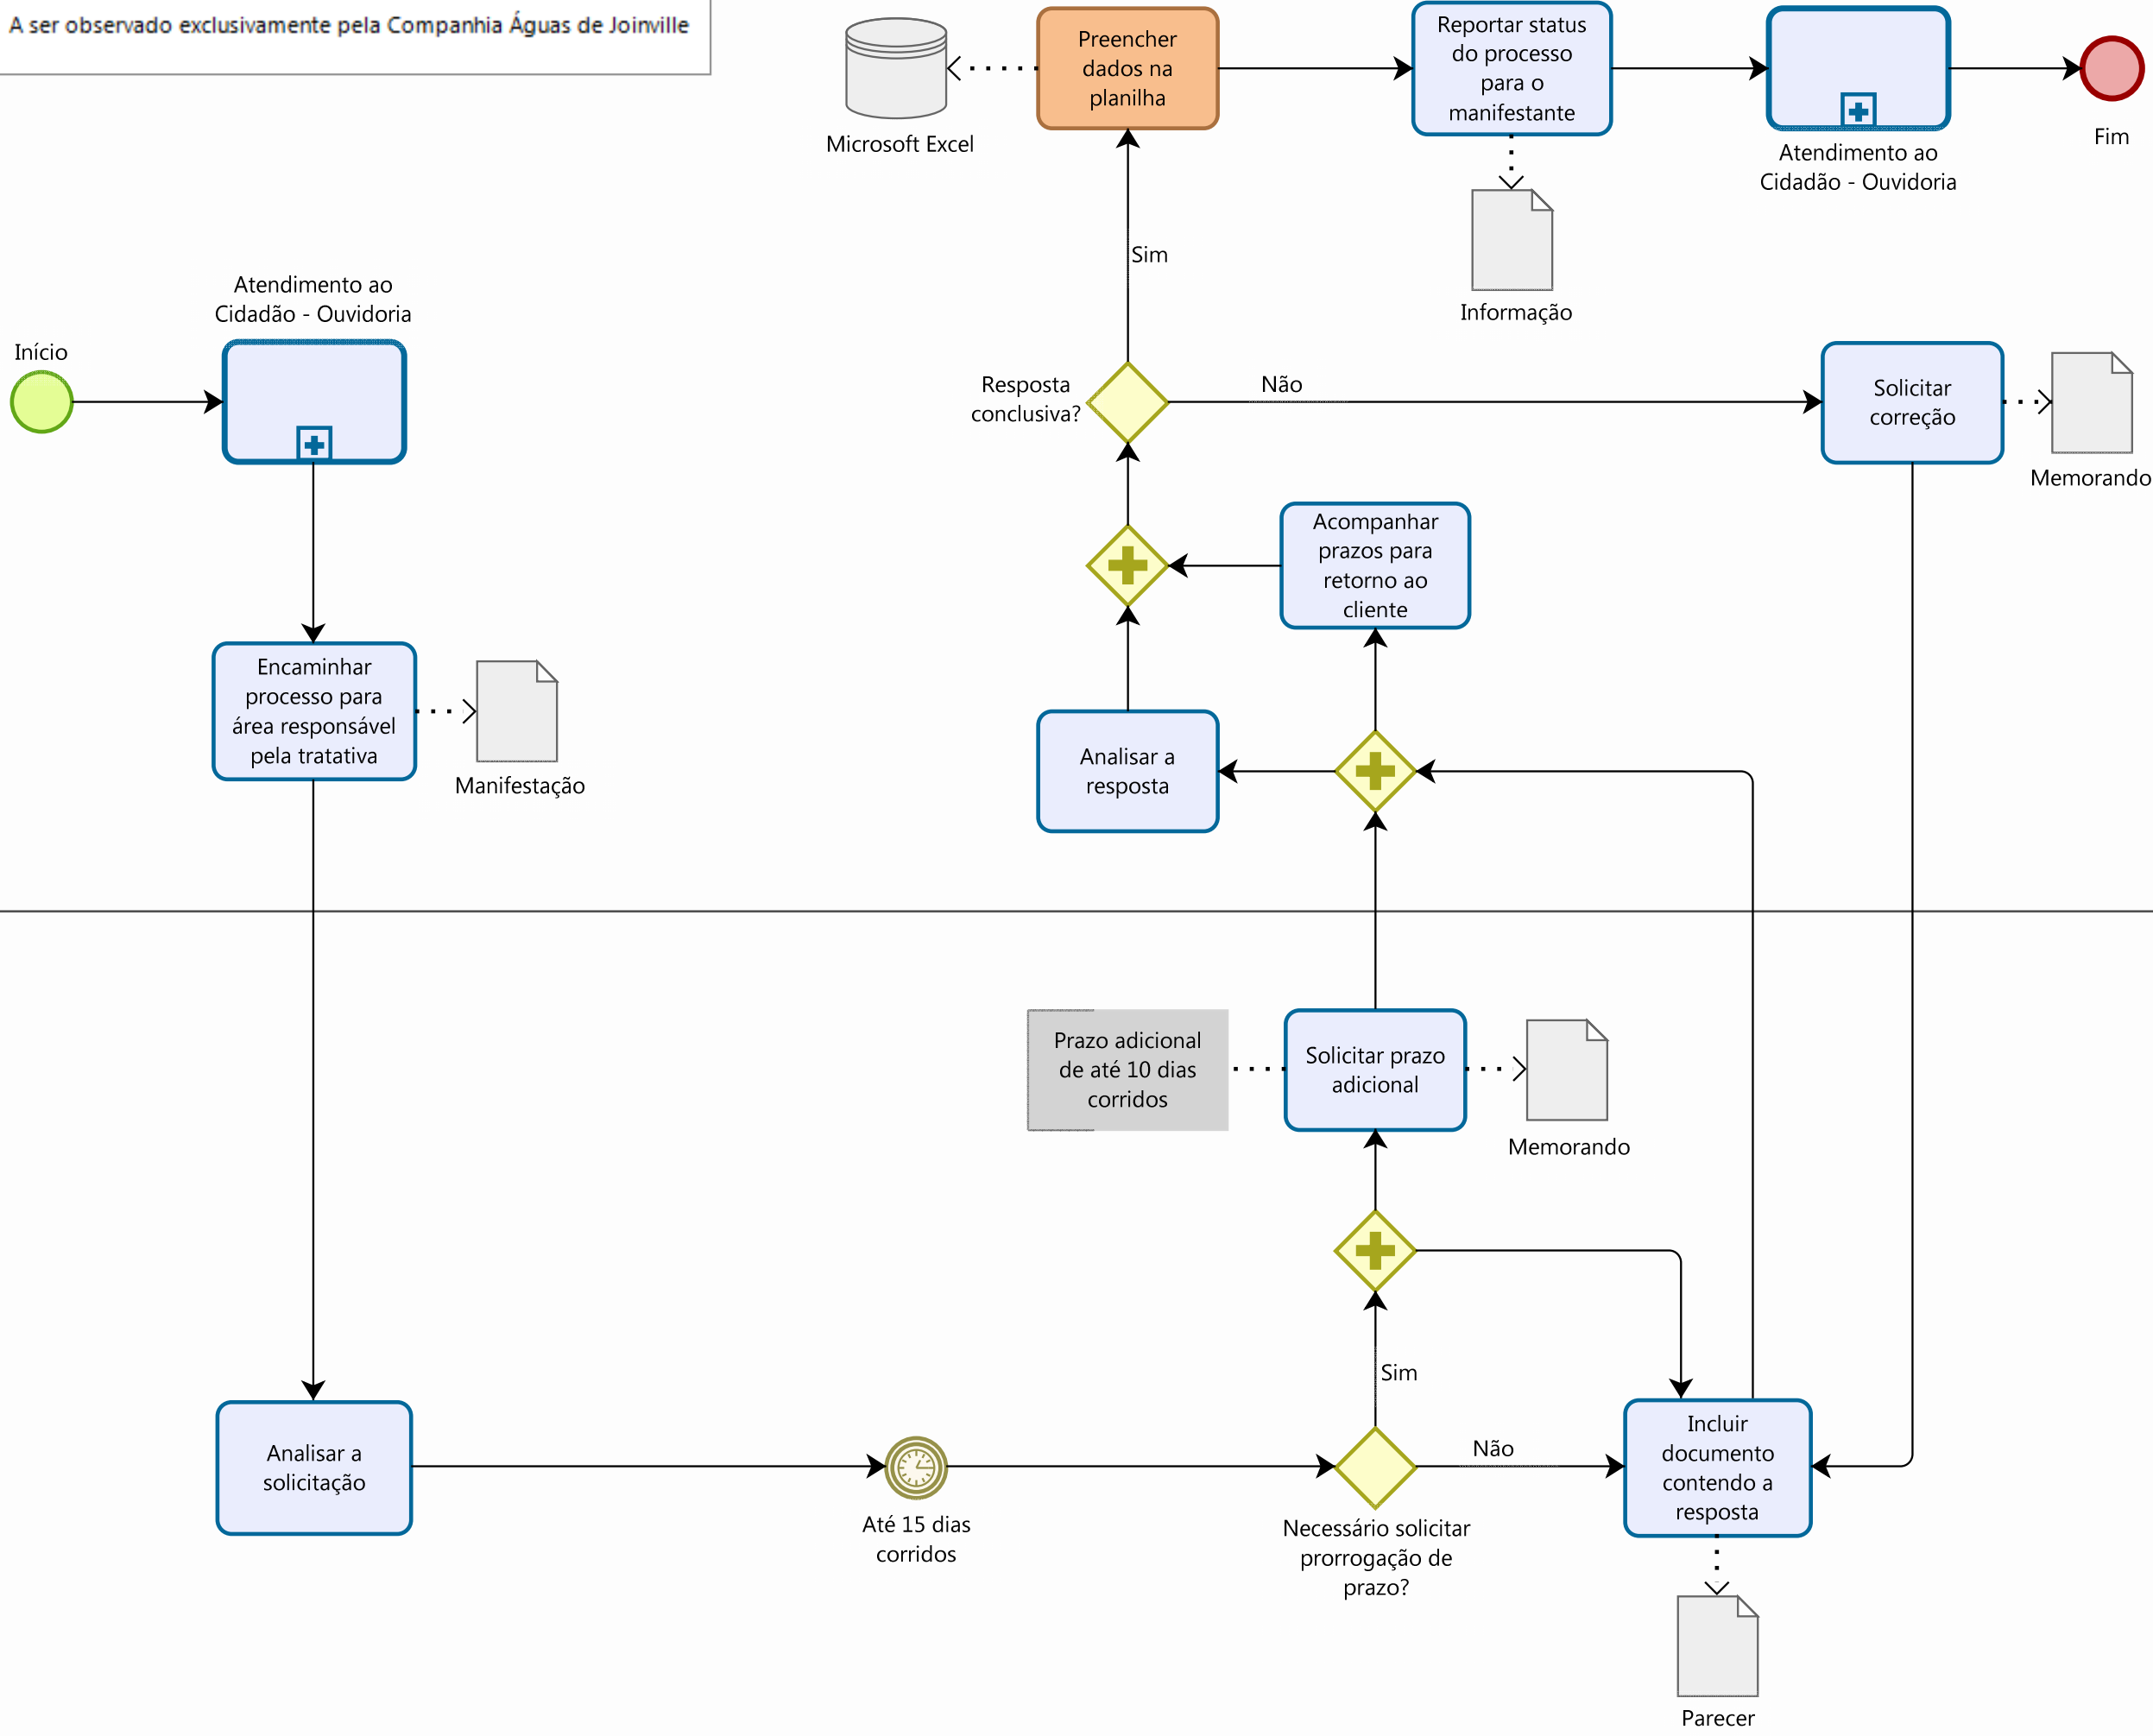 A ser observado exclusivamente pela Companhia Águas de Joinville
Preencher
dados na
planilha
Microsoft Excel
Reportar status
do processo
para o
manifestante
Informação
Atendimento ao
Cidadão - Ouvidoria
Fim
Sim
Atendimento ao
Cidadão - Ouvidoria
Início
Resposta
conclusiva?
Não
Solicitar
correção
Memorando
Acompanhar
prazos para
retorno ao
cliente
Encaminhar
processo para
área responsável
pela tratativa
Manifestação
Analisar a
resposta
Prazo adicional
de até 10 dias
corridos
Solicitar prazo
adicional
Memorando
Sim
Analisar a
solicitação
Até 15 dias
corridos
Necessário solicitar
prorrogação de
prazo?
Não
Incluir
documento
contendo a
resposta
Parecer